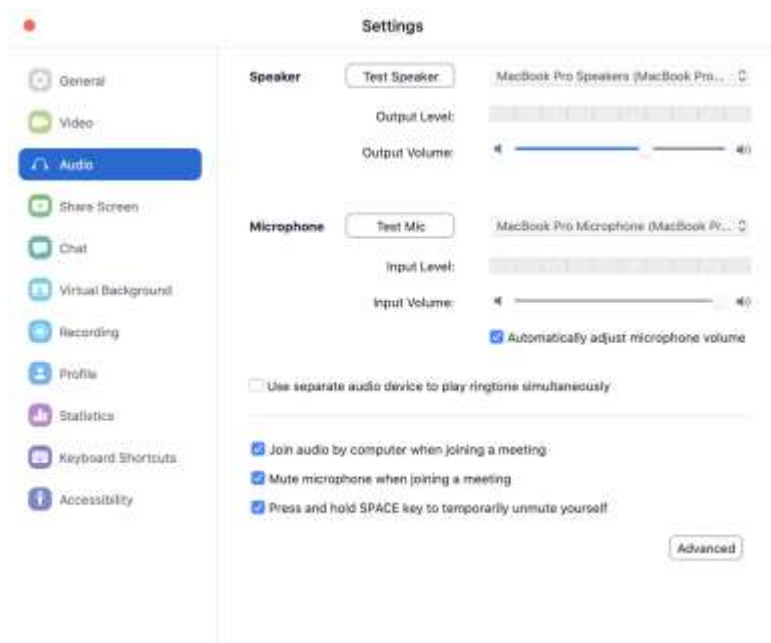 Settings
General
Video
Audio
Share Screen
Chat
Virtual Background
Recording
Profile
Statistics
Keyboard Shortcuts
Accessibility
Speaker Test Speaker MacBook Pro Speakers (MacBook Pro...
Output Level:
Output Volume:
Microphone Test Mic MacBook Pro Microphone (MacBook Pr...
Input Level:
Input Volume:
Automatically adjust microphone volume
Use separate audio device to play ringtone simultaneously
Join audio by computer when joining a meeting
Mute microphone when joining a meeting
Press and hold SPACE key to temporarily unmute yourself
Advanced